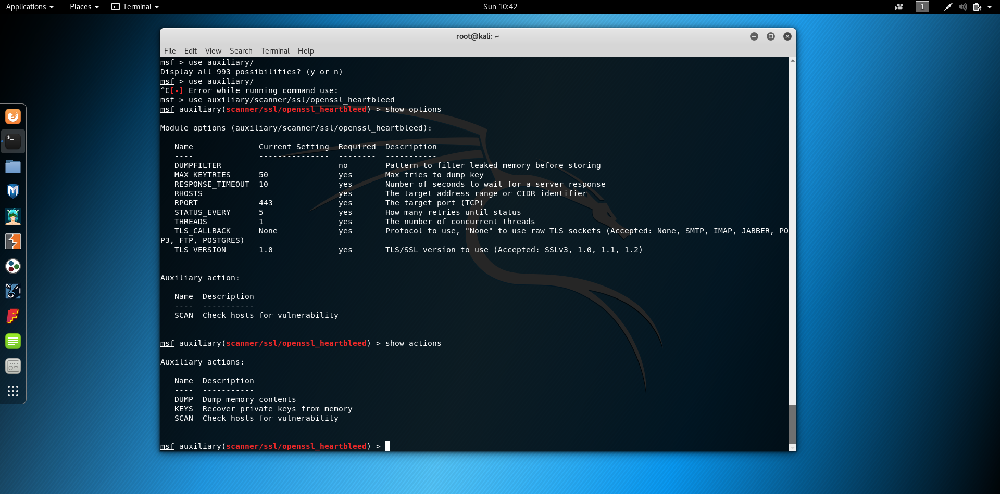 Applications Places Terminal Sun 10:42 1
root@kali: ~
File Edit View Search Terminal Help
msf > use auxiliary/
Display all 993 possibilities? (y or n)
msf > use auxiliary/
^C[-] Error while running command use:
msf > use auxiliary/scanner/ssl/openssl_heartbleed
msf auxiliary(scanner/ssl/openssl_heartbleed) > show options
Module options (auxiliary/scanner/ssl/openssl_heartbleed):
   Name              Current Setting  Required  Description
   ----              ---------------  --------  -----------
   DUMPFILTER                         no        Pattern to filter leaked memory before storing
   MAX_KEYTRIES      50               yes       Max tries to dump key
   RESPONSE_TIMEOUT  10               yes       Number of seconds to wait for a server response
   RHOSTS                             yes       The target address range or CIDR identifier
   RPORT             443              yes       The target port (TCP)
   STATUS_EVERY      5                yes       How many retries until status
   THREADS           1                yes       The number of concurrent threads
   TLS_CALLBACK      None             yes       Protocol to use, "None" to use raw TLS sockets (Accepted: None, SMTP, IMAP, JABBER, PO
P3, FTP, POSTGRES)
   TLS_VERSION       1.0              yes       TLS/SSL version to use (Accepted: SSLv3, 1.0, 1.1, 1.2)
Auxiliary action:
   Name  Description
   ----  -----------
   SCAN  Check hosts for vulnerability
msf auxiliary(scanner/ssl/openssl_heartbleed) > show actions
Auxiliary actions:
   Name  Description
   ----  -----------
   DUMP  Dump memory contents
   KEYS  Recover private keys from memory
   SCAN  Check hosts for vulnerability
msf auxiliary(scanner/ssl/openssl_heartbleed) >